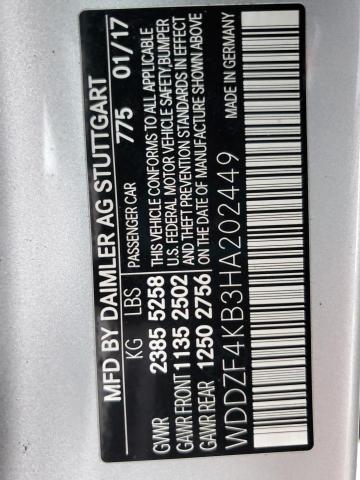 MFD BY DAIMLER AG STUTTGART
775 01/17
KG LBS PASSENGER CAR
GVWR 2385 5258 THIS VEHICLE CONFORMS TO ALL APPLICABLE
GAWR FRONT 1135 2502 U.S. FEDERAL MOTOR VEHICLE SAFETY,BUMPER
AND THEFT PREVENTION STANDARDS IN EFFECT
GAWR REAR 1250 2756 ON THE DATE OF MANUFACTURE SHOWN ABOVE
WDDZF4KB3HA202449 MADE IN GERMANY